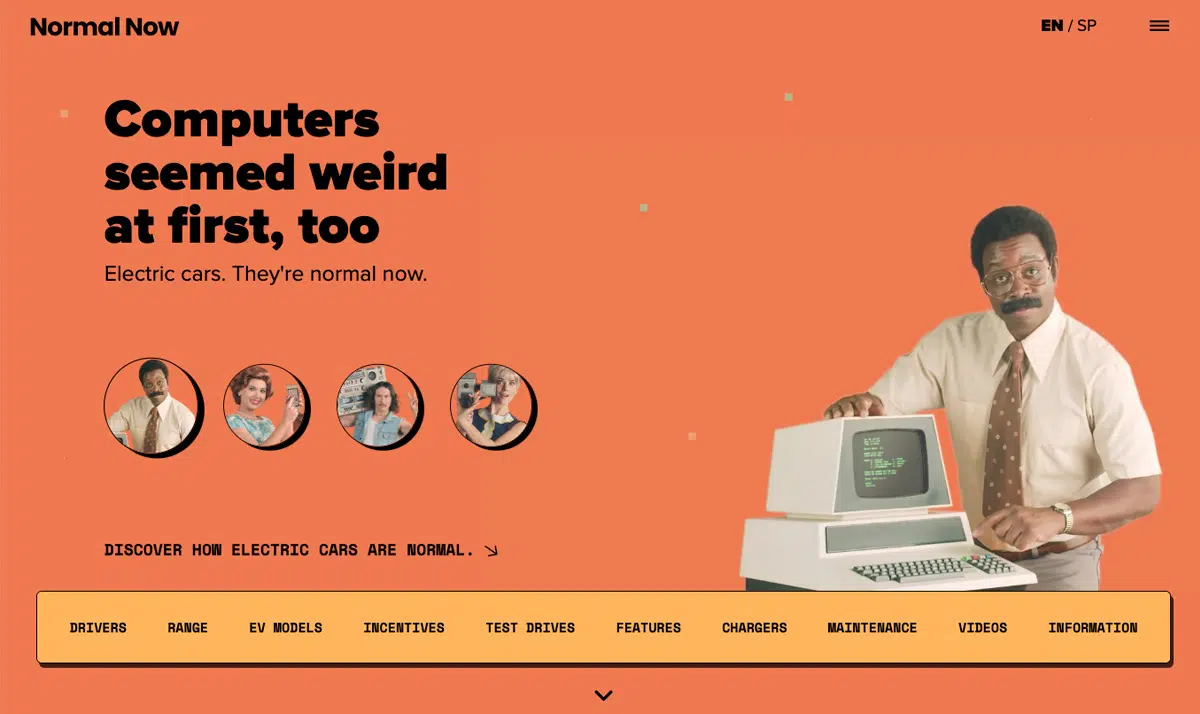 Normal Now
EN / SP
Computers
seemed weird
at first, too
Electric cars. They're normal now.
DISCOVER HOW ELECTRIC CARS ARE NORMAL.
DRIVERS RANGE EV MODELS INCENTIVES TEST DRIVES FEATURES CHARGERS MAINTENANCE VIDEOS INFORMATION